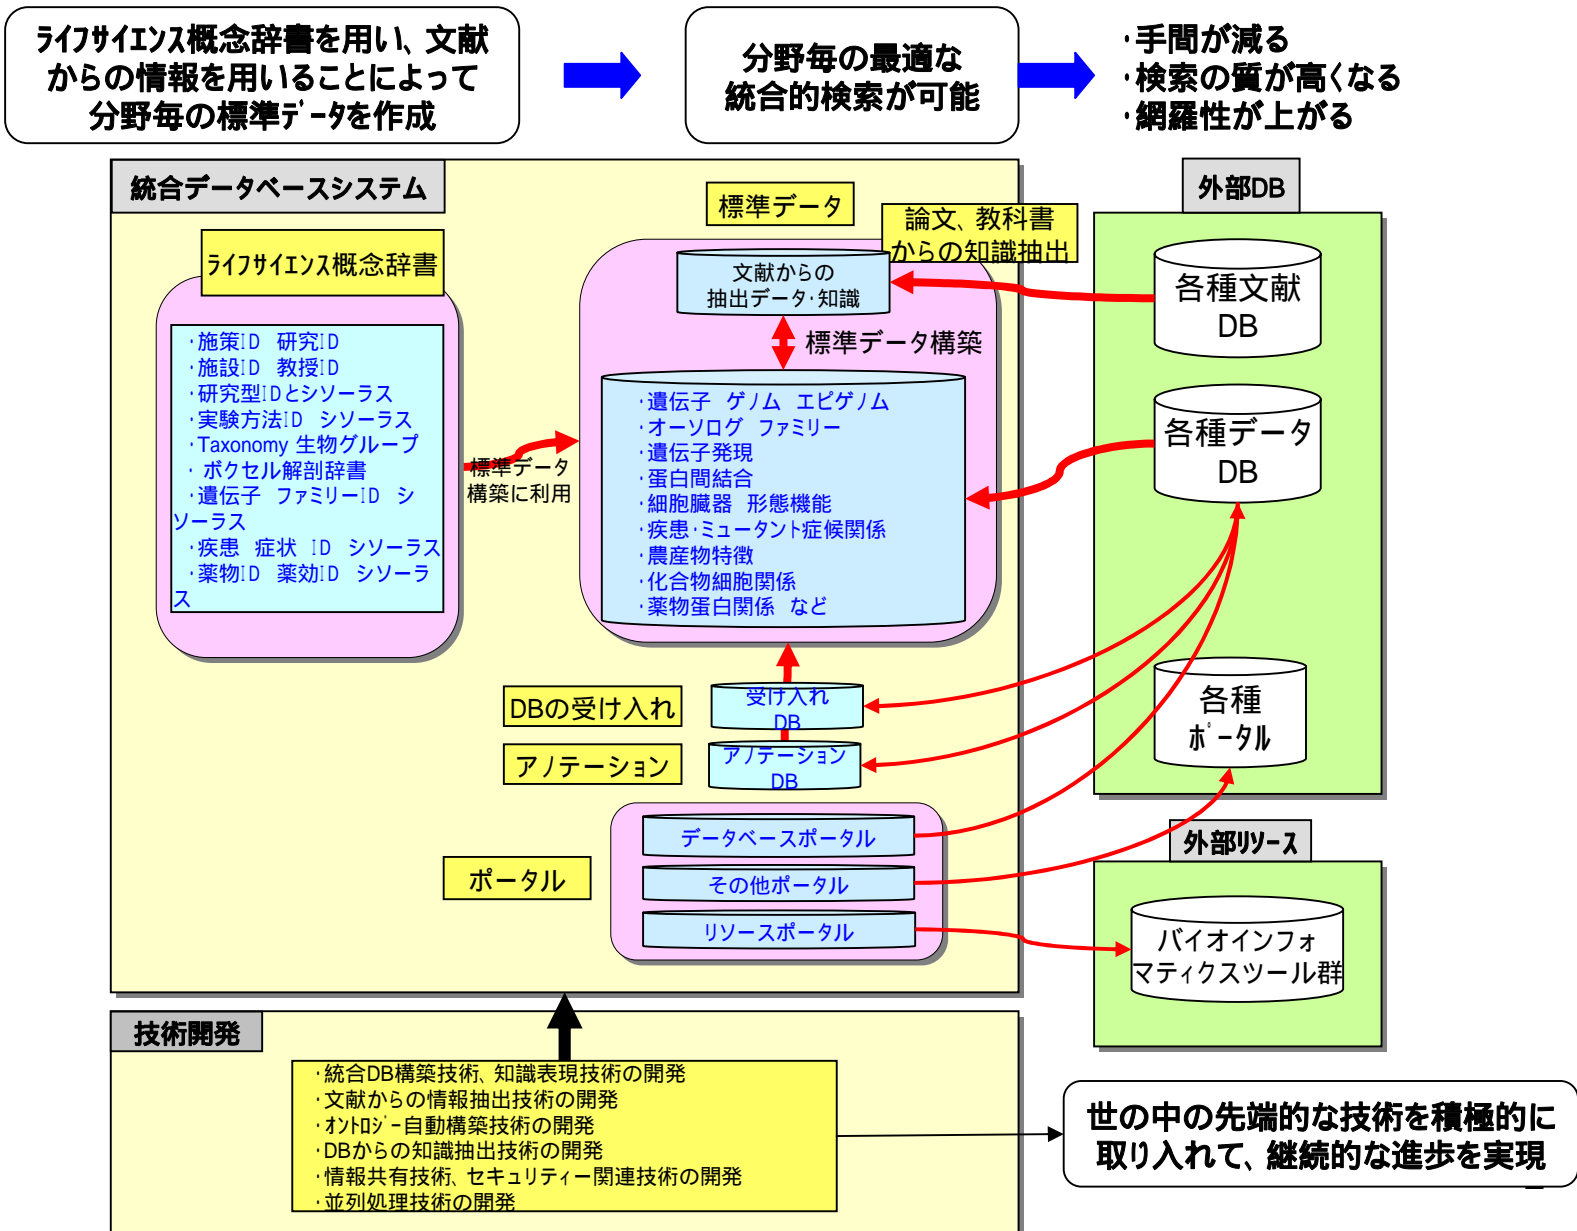 ライフサイエンス概念辞書を用い、文献
からの情報を用いることによって
分野毎の標準データを作成
分野毎の最適な
統合的検索が可能
・手間が減る
・検索の質が高くなる
・網羅性が上がる
統合データベースシステム
標準データ
論文、教科書
からの知識抽出
外部DB
ライフサイエンス概念辞書
・施策ID 研究ID
・施設ID 教授ID
・研究型IDとシソーラス
・実験方法ID シソーラス
・Taxonomy 生物グループ
・ ボクセル解剖辞書
・遺伝子 ファミリーID シ
ソーラス
・疾患 症状 ID シソーラス
・薬物ID 薬効ID シソーラ
ス
標準データ
構築に利用
文献からの
抽出データ・知識
標準データ構築
・遺伝子 ゲノム エピゲノム
・オーソログ ファミリー
・遺伝子発現
・蛋白間結合
・細胞臓器 形態機能
・疾患・ミュータント症候関係
・農産物特徴
・化合物細胞関係
・薬物蛋白関係 など
各種文献
DB
各種データ
DB
各種
ポータル
DBの受け入れ
受け入れ
DB
アノテーション
アノテーション
DB
ポータル
データベースポータル
その他ポータル
リソースポータル
外部リソース
バイオインフォ
マティクスツール群
技術開発
・統合DB構築技術、知識表現技術の開発
・文献からの情報抽出技術の開発
・オントロジー自動構築技術の開発
・DBからの知識抽出技術の開発
・情報共有技術、セキュリティー関連技術の開発
・並列処理技術の開発
世の中の先端的な技術を積極的に
取り入れて、継続的な進歩を実現